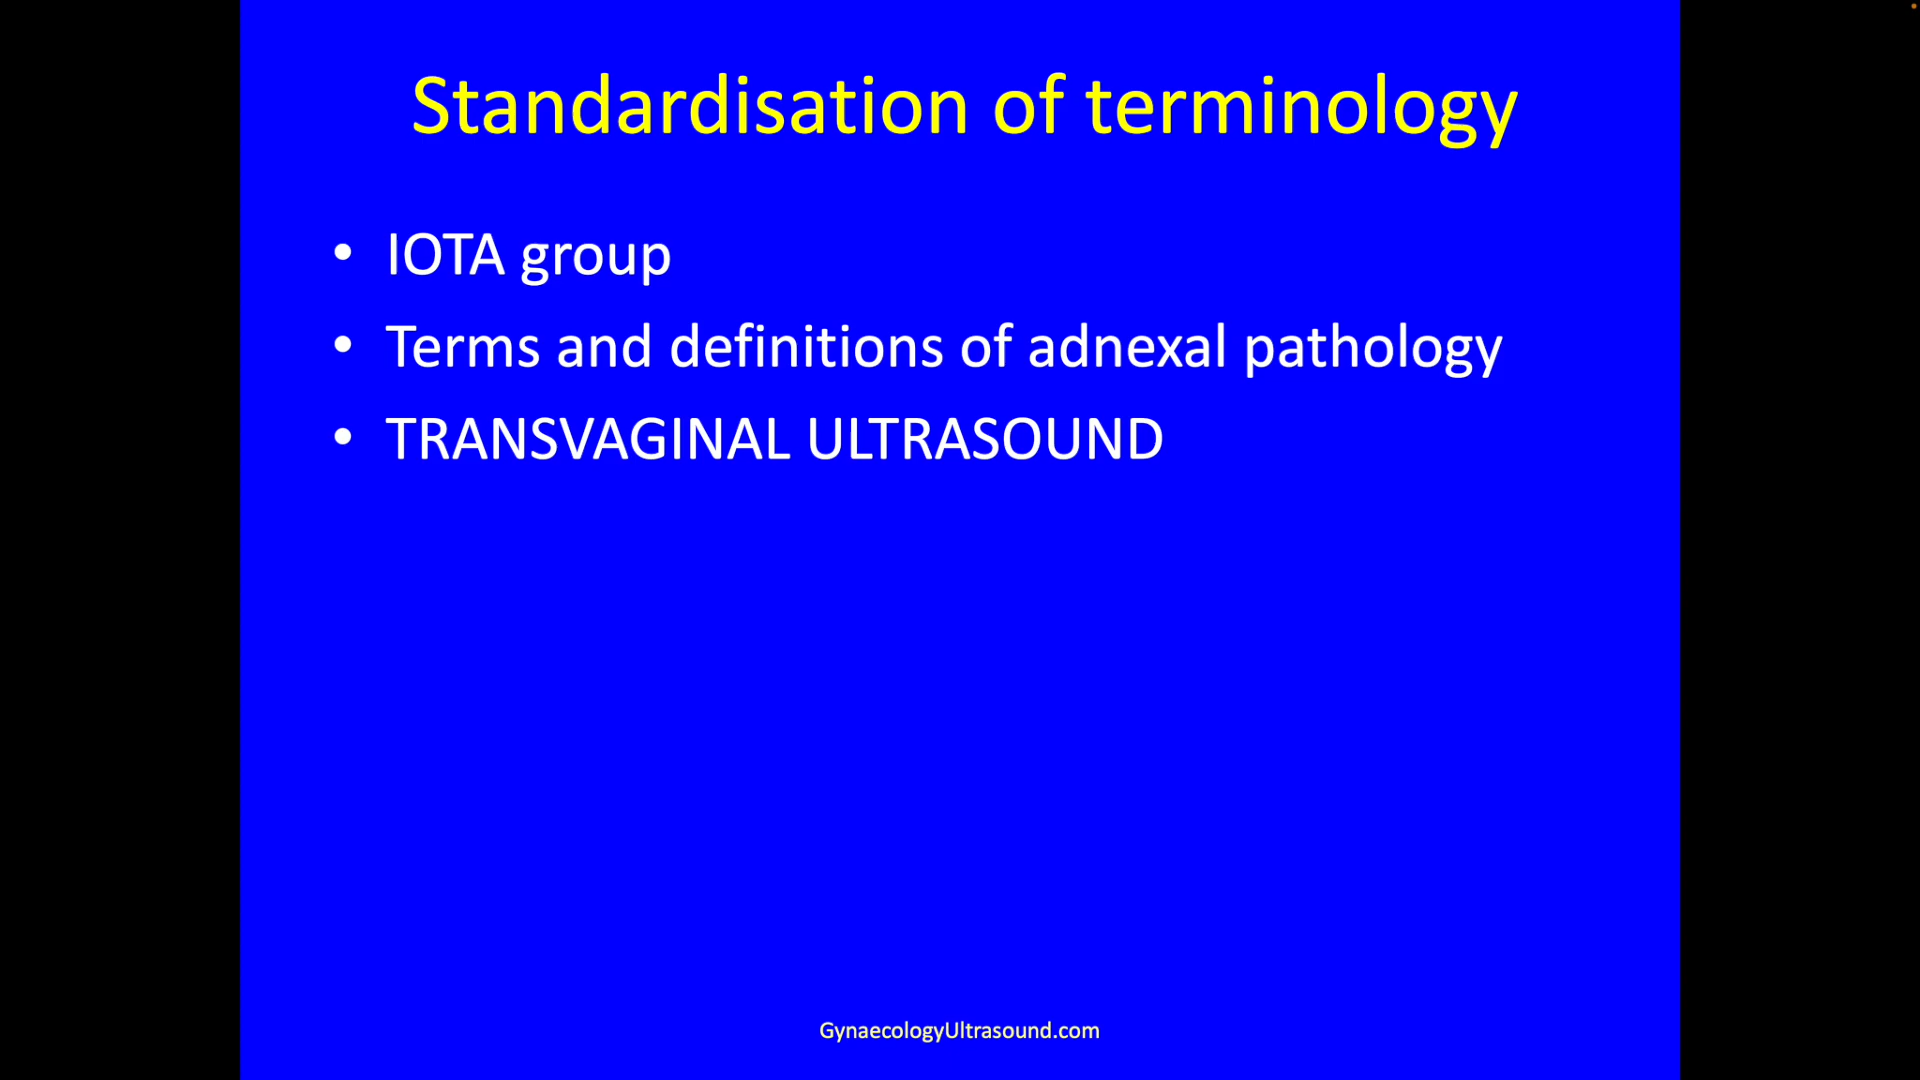 Standardisation of terminology
• IOTA group
• Terms and definitions of adnexal pathology
• TRANSVAGINAL ULTRASOUND
GynaecologyUltrasound.com